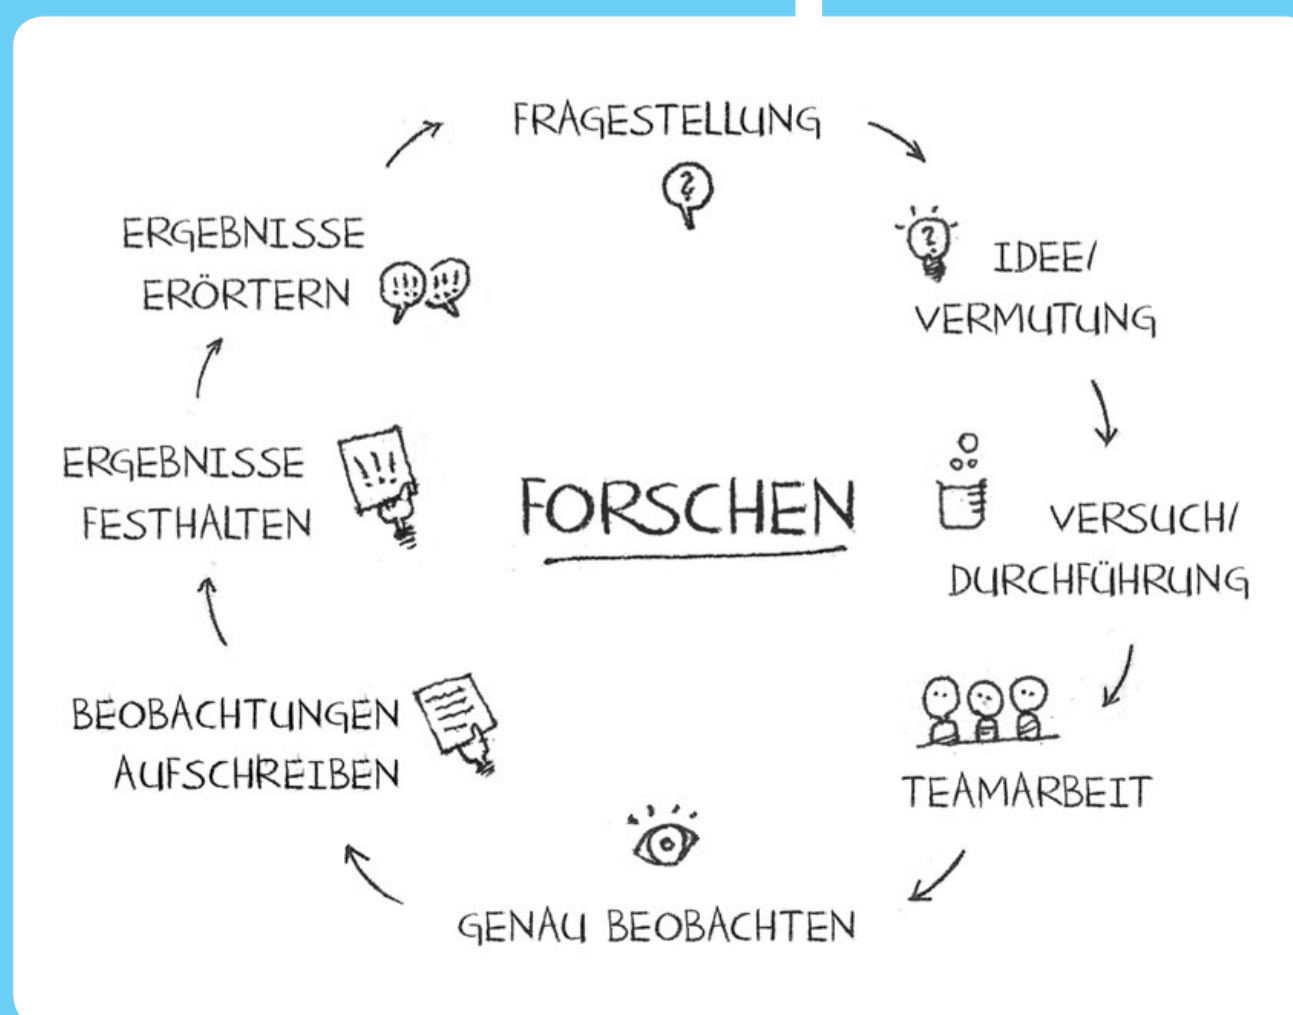 FRAGESTELLUNG
?
?
IDEE/
VERMUTUNG
VERSUCH/
DURCHFÜHRUNG
TEAMARBEIT
GENAU BEOBACHTEN
BEOBACHTUNGEN
AUFSCHREIBEN
ERGEBNISSE
FESTHALTEN
!!!
ERGEBNISSE
ERÖRTERN
!!! !!!
FORSCHEN